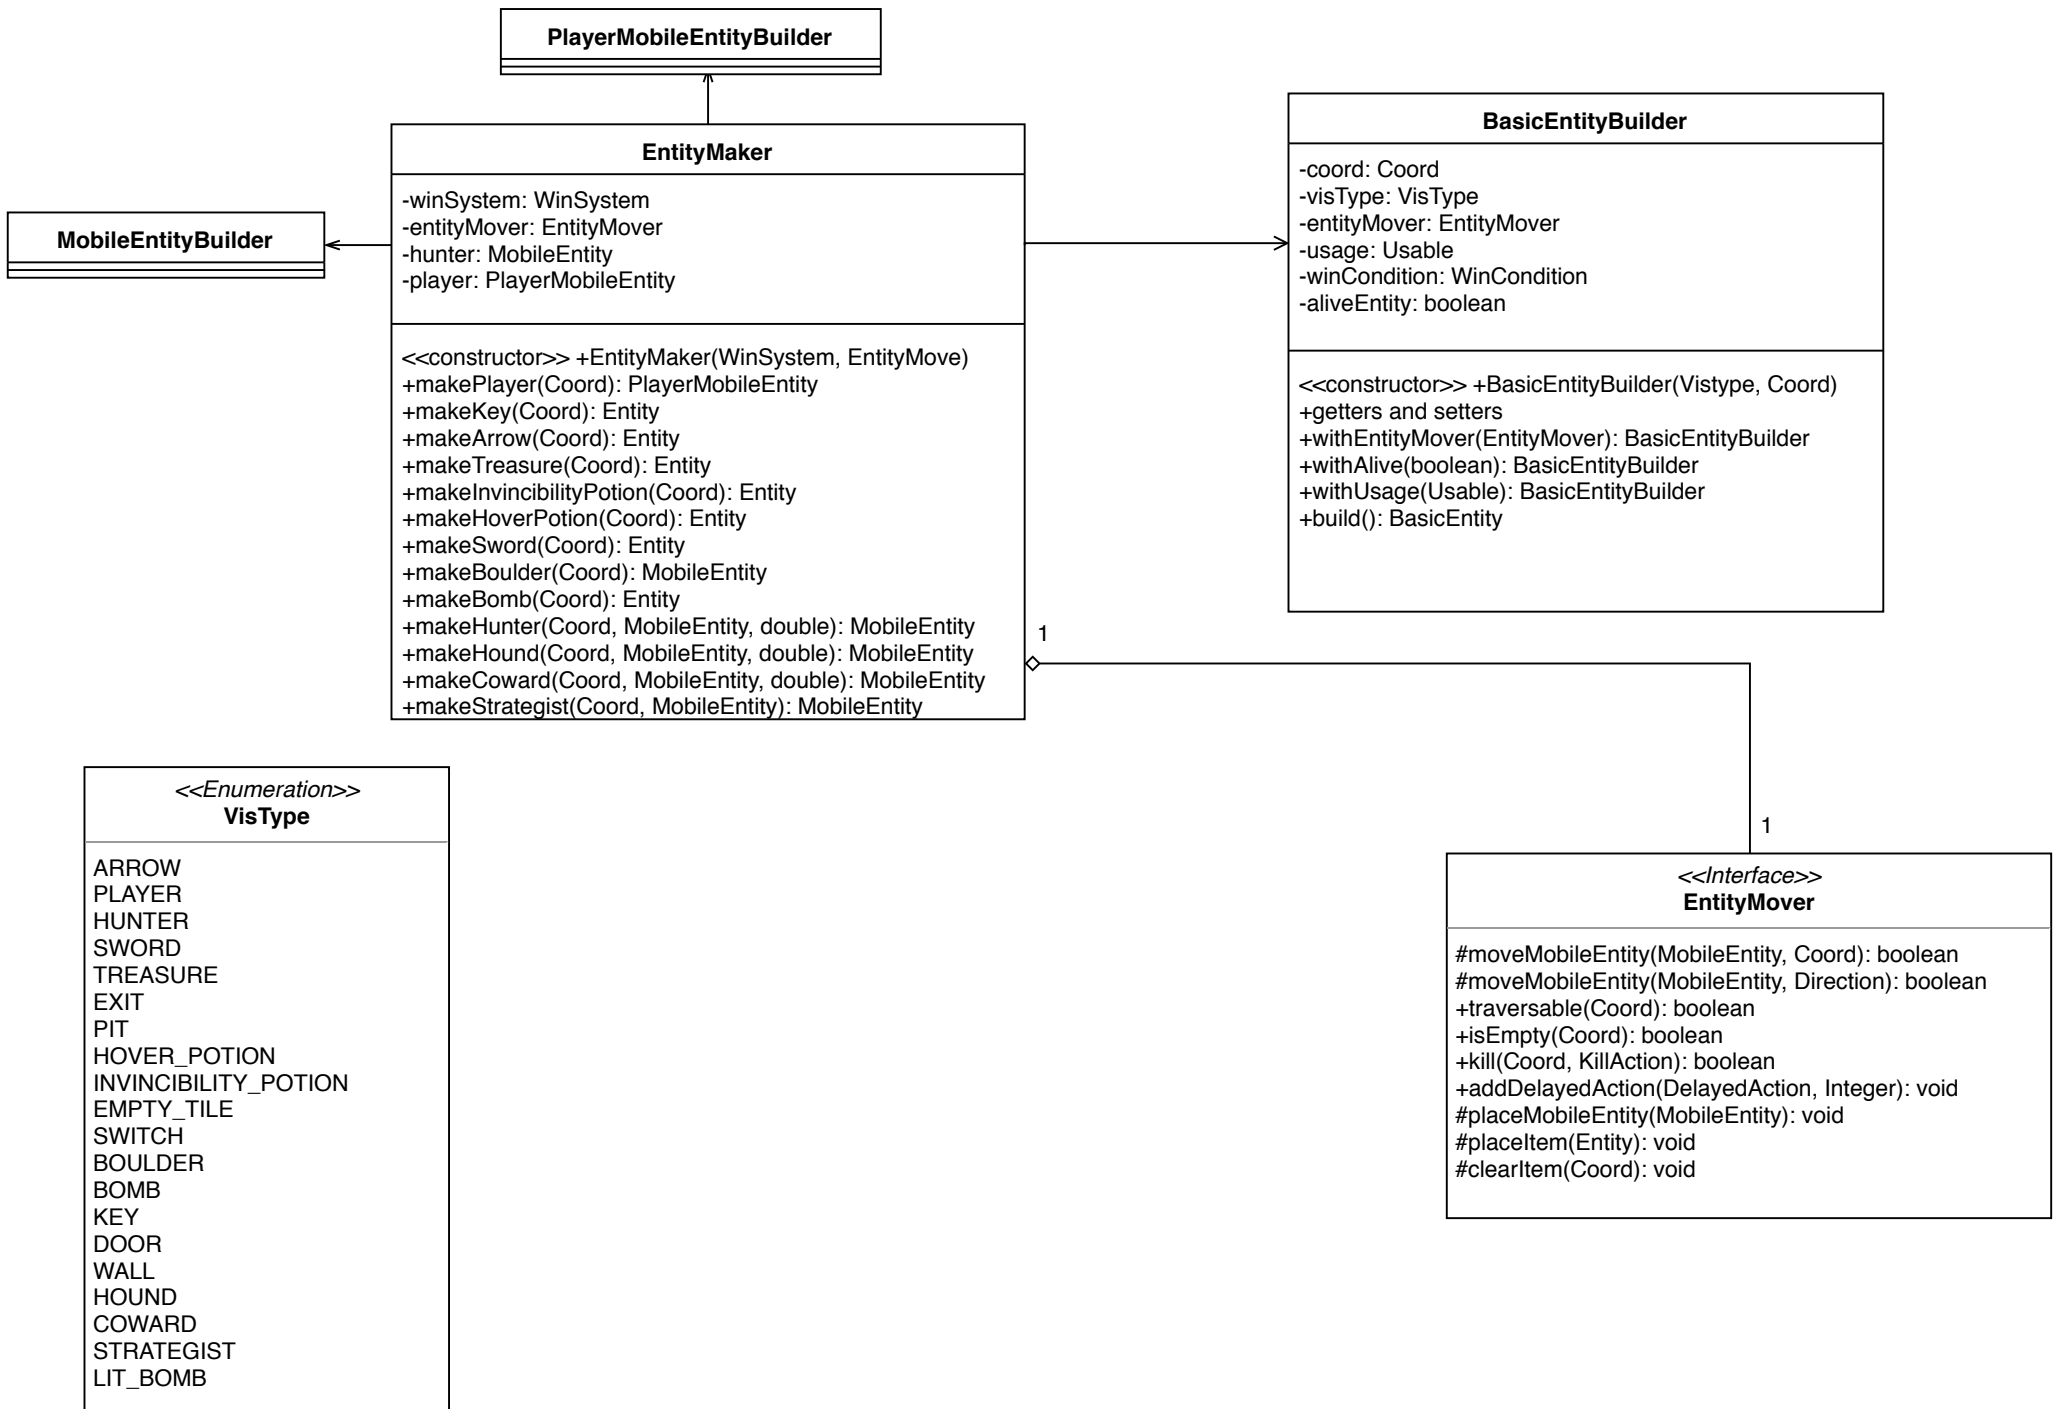 PlayerMobileEntityBuilder
EntityMaker
-winSystem: WinSystem
-entityMover: EntityMover
-hunter: MobileEntity
-player: PlayerMobileEntity
<<constructor>> +EntityMaker(WinSystem, EntityMove)
+makePlayer(Coord): PlayerMobileEntity
+makeKey(Coord): Entity
+makeArrow(Coord): Entity
+makeTreasure(Coord): Entity
+makeInvincibilityPotion(Coord): Entity
+makeHoverPotion(Coord): Entity
+makeSword(Coord): Entity
+makeBoulder(Coord): MobileEntity
+makeBomb(Coord): Entity
+makeHunter(Coord, MobileEntity, double): MobileEntity
+makeHound(Coord, MobileEntity, double): MobileEntity
+makeCoward(Coord, MobileEntity, double): MobileEntity
+makeStrategist(Coord, MobileEntity): MobileEntity
MobileEntityBuilder
BasicEntityBuilder
-coord: Coord
-visType: VisType
-entityMover: EntityMover
-usage: Usable
-winCondition: WinCondition
-aliveEntity: boolean
<<constructor>> +BasicEntityBuilder(Vistype, Coord)
+getters and setters
+withEntityMover(EntityMover): BasicEntityBuilder
+withAlive(boolean): BasicEntityBuilder
+withUsage(Usable): BasicEntityBuilder
+build(): BasicEntity
1
1
<<Enumeration>>
VisType
ARROW
PLAYER
HUNTER
SWORD
TREASURE
EXIT
PIT
HOVER_POTION
INVINCIBILITY_POTION
EMPTY_TILE
SWITCH
BOULDER
BOMB
KEY
DOOR
WALL
HOUND
COWARD
STRATEGIST
LIT_BOMB
<<Interface>>
EntityMover
#moveMobileEntity(MobileEntity, Coord): boolean
#moveMobileEntity(MobileEntity, Direction): boolean
+traversable(Coord): boolean
+isEmpty(Coord): boolean
+kill(Coord, KillAction): boolean
+addDelayedAction(DelayedAction, Integer): void
#placeMobileEntity(MobileEntity): void
#placeItem(Entity): void
#clearItem(Coord): void